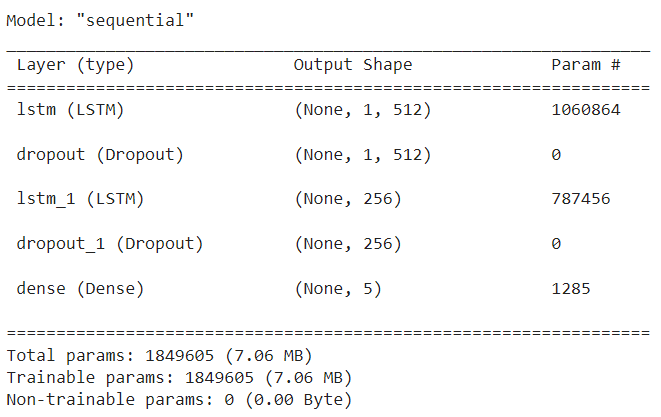 Model: "sequential"
_________________________________________________________________
Layer (type) Output Shape Param #
=================================================================
lstm (LSTM) (None, 1, 512) 1060864
dropout (Dropout) (None, 1, 512) 0
lstm_1 (LSTM) (None, 256) 787456
dropout_1 (Dropout) (None, 256) 0
dense (Dense) (None, 5) 1285
=================================================================
Total params: 1849605 (7.06 MB)
Trainable params: 1849605 (7.06 MB)
Non-trainable params: 0 (0.00 Byte)